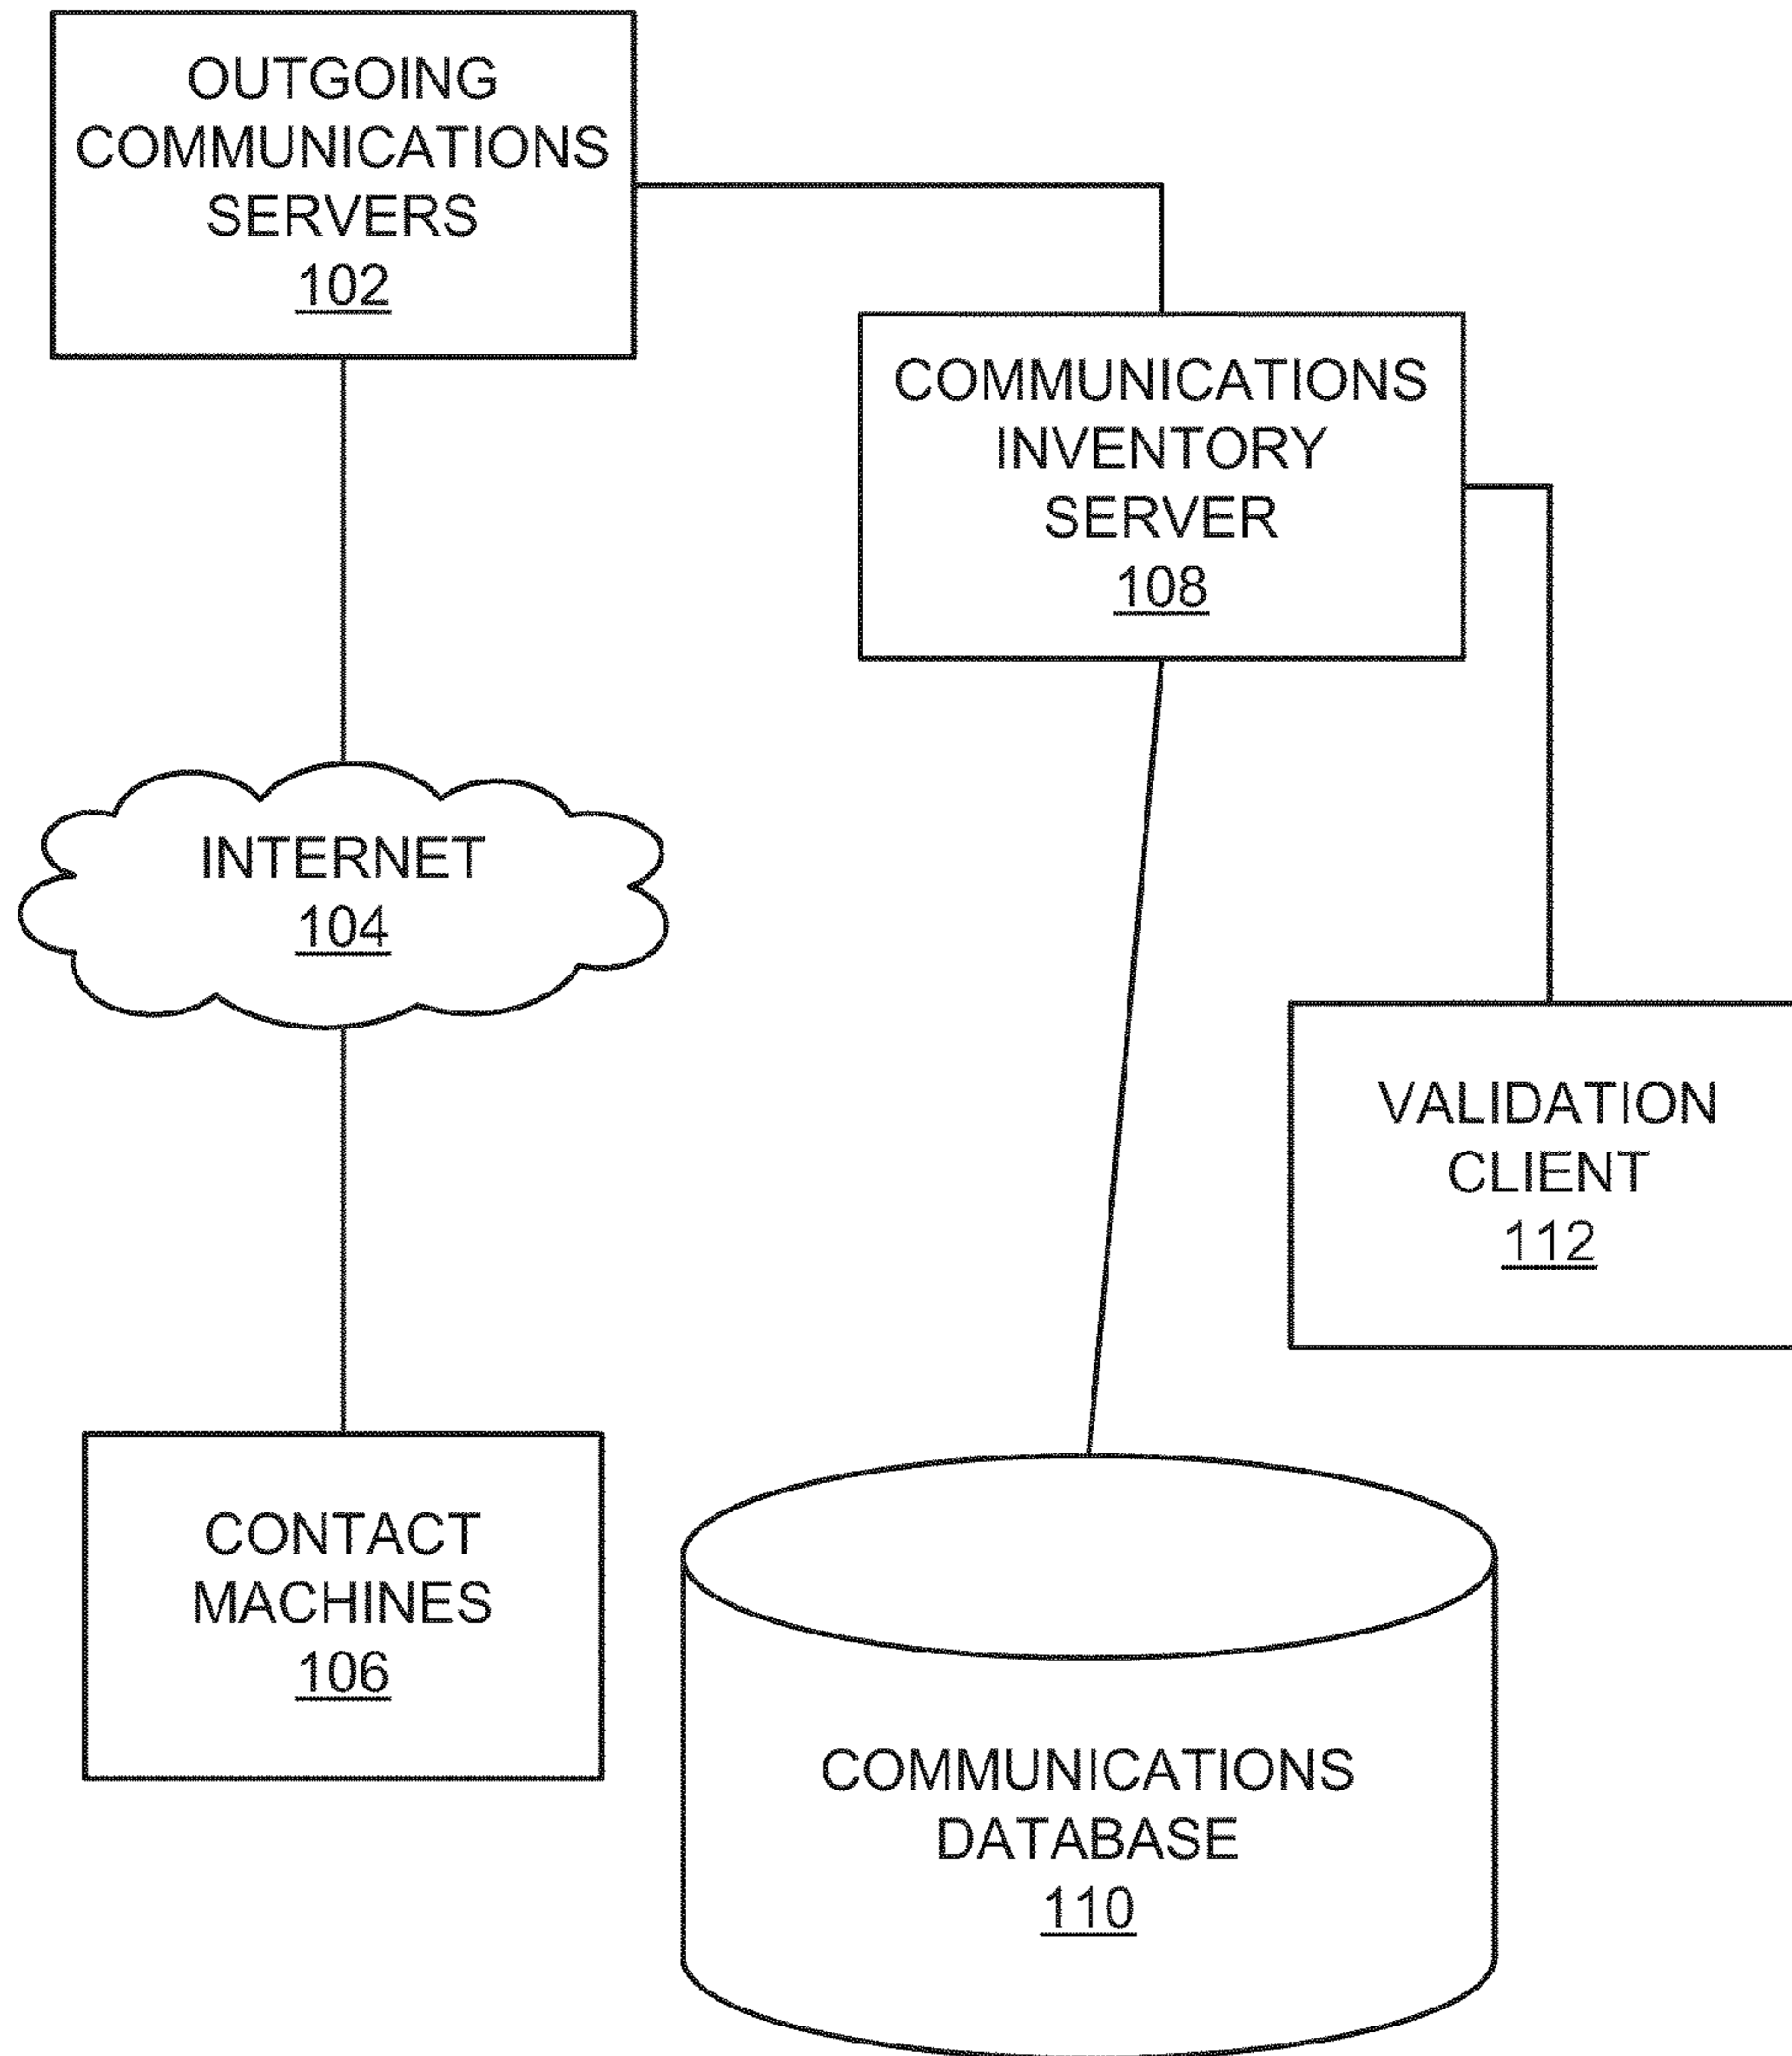 OUTGOING
COMMUNICATIONS
SERVERS
102
COMMUNICATIONS
INVENTORY
SERVER
108
INTERNET
104
VALIDATION
CLIENT
112
CONTACT
MACHINES
106
COMMUNICATIONS
DATABASE
110